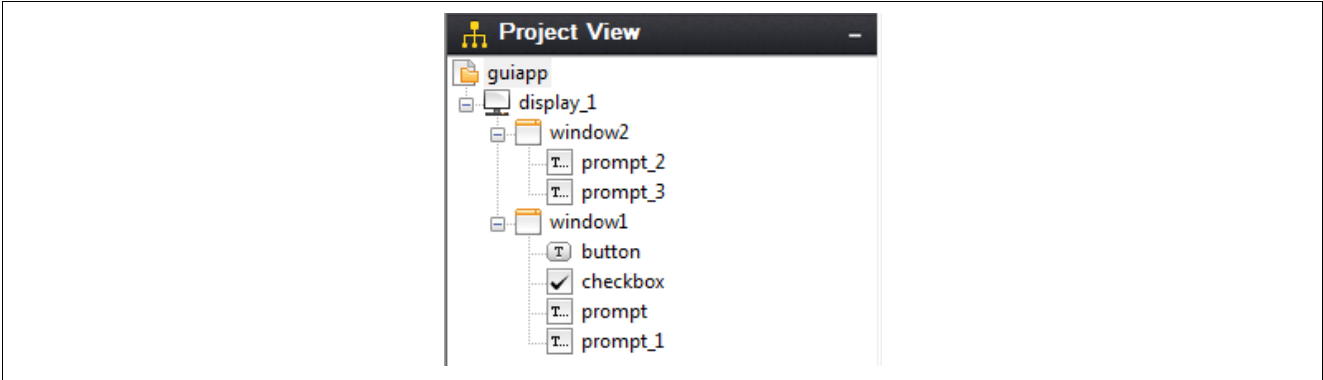 Project View
guiapp
display_1
window2
T... prompt_2
T... prompt_3
window1
T button
checkbox
T... prompt
T... prompt_1